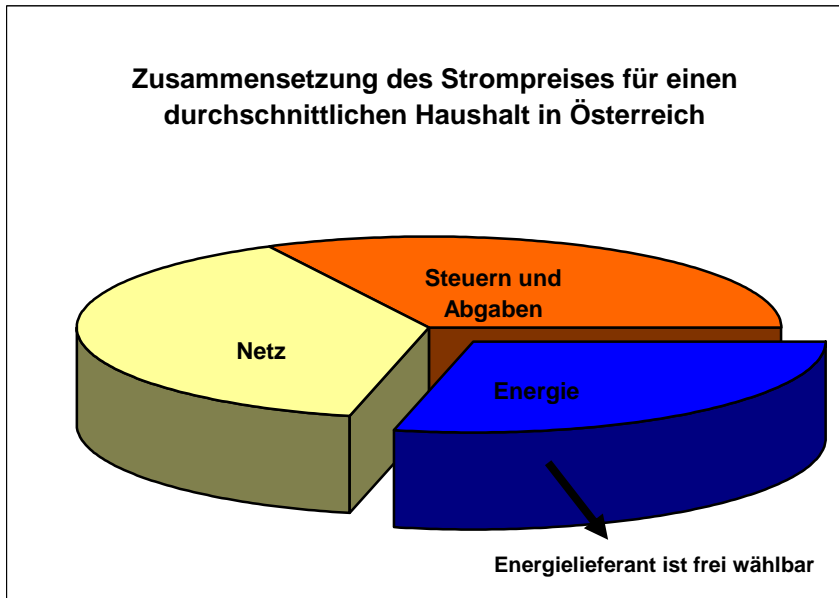 Zusammensetzung des Strompreises für einen
durchschnittlichen Haushalt in Österreich
Steuern und
Abgaben
Netz
Energie
Energielieferant ist frei wählbar